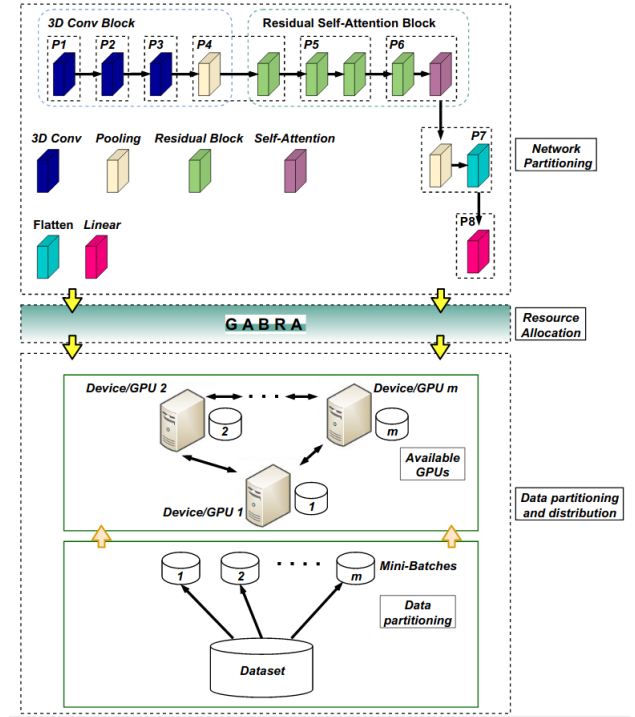 3D Conv Block
Residual Self-Attention Block
P1
P2
P3
P4
P5
P6
3D Conv
Pooling
Residual Block
Self-Attention
P7
Network
Partitioning
Flatten
Linear
P8
G A B R A
Resource
Allocation
Device/GPU 2
Device/GPU m
2
m
Available
GPUs
Device/GPU 1
1
Data partitioning
and distribution
1
2
m
Mini-Batches
Data
partitioning
Dataset